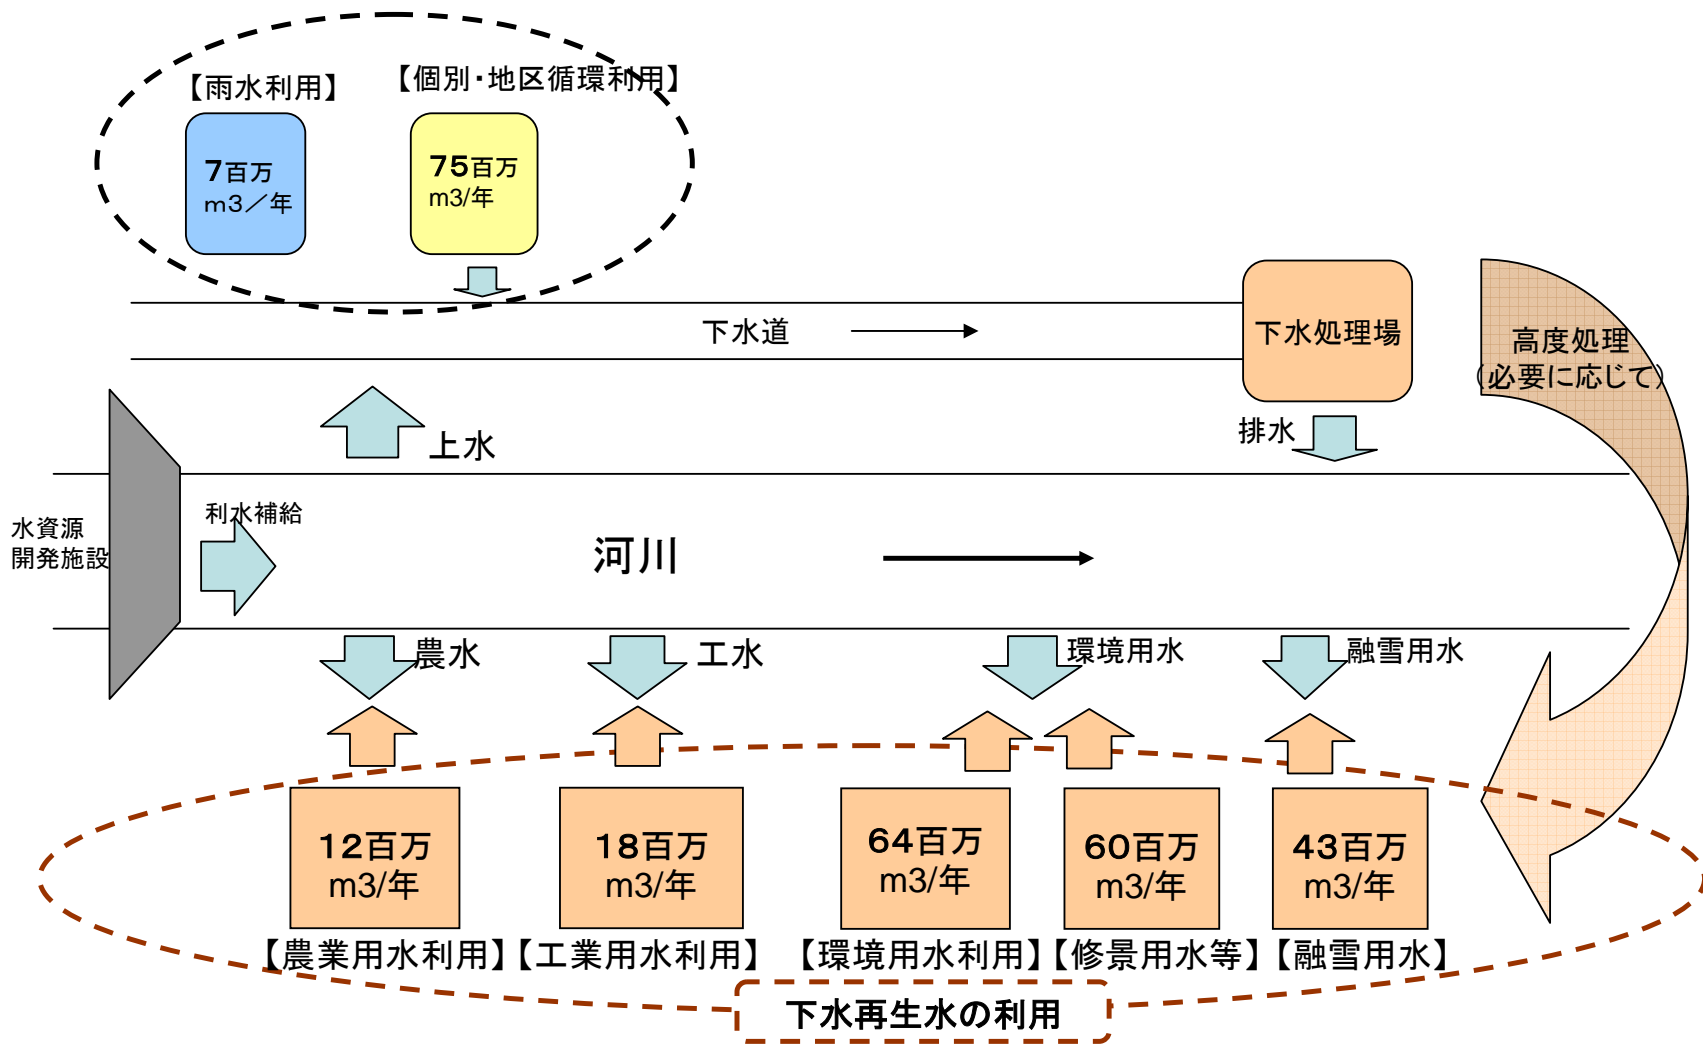 【雨水利用】
【個別・地区循環利用】
7百万
m3／年
75百万
m3/年
下水道
下水処理場
高度処理
(必要に応じて)
上水
排水
利水補給
水資源
開発施設
河川
農水
工水
環境用水
融雪用水
12百万
m3/年
18百万
m3/年
64百万
m3/年
60百万
m3/年
43百万
m3/年
【農業用水利用】
【工業用水利用】
【環境用水利用】
【修景用水等】
【融雪用水】
下水再生水の利用